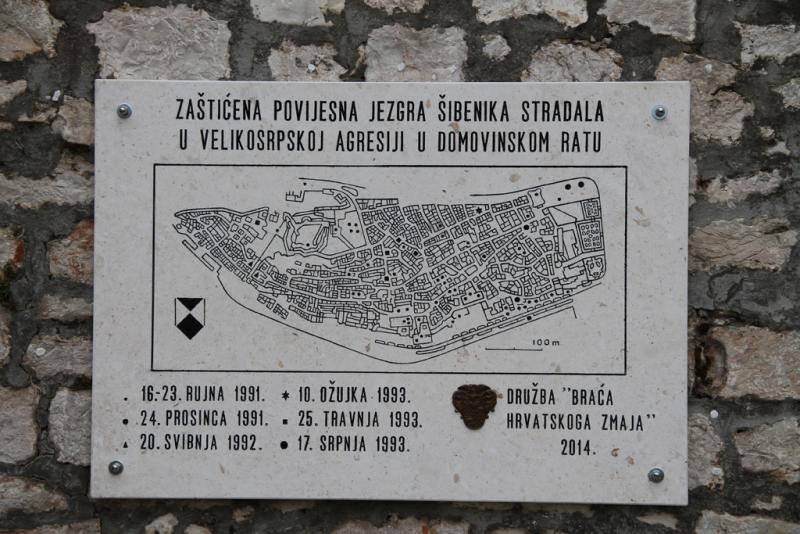 ZAŠTIĆENA POVIJESNA JEZGRA ŠIBENIKA STRADALA
U VELIKOSRPSKOJ AGRESIJI U DOMOVINSKOM RATU
100 m
16.-23. RUJNA 1991.
24. PROSINCA 1991.
20. SVIBNJA 1992.
10. OŽUJKA 1993.
25. TRAVNJA 1993.
17. SRPNJA 1993.
DRUŽBA "BRAĆA
HRVATSKOGA ZMAJA"
2014.